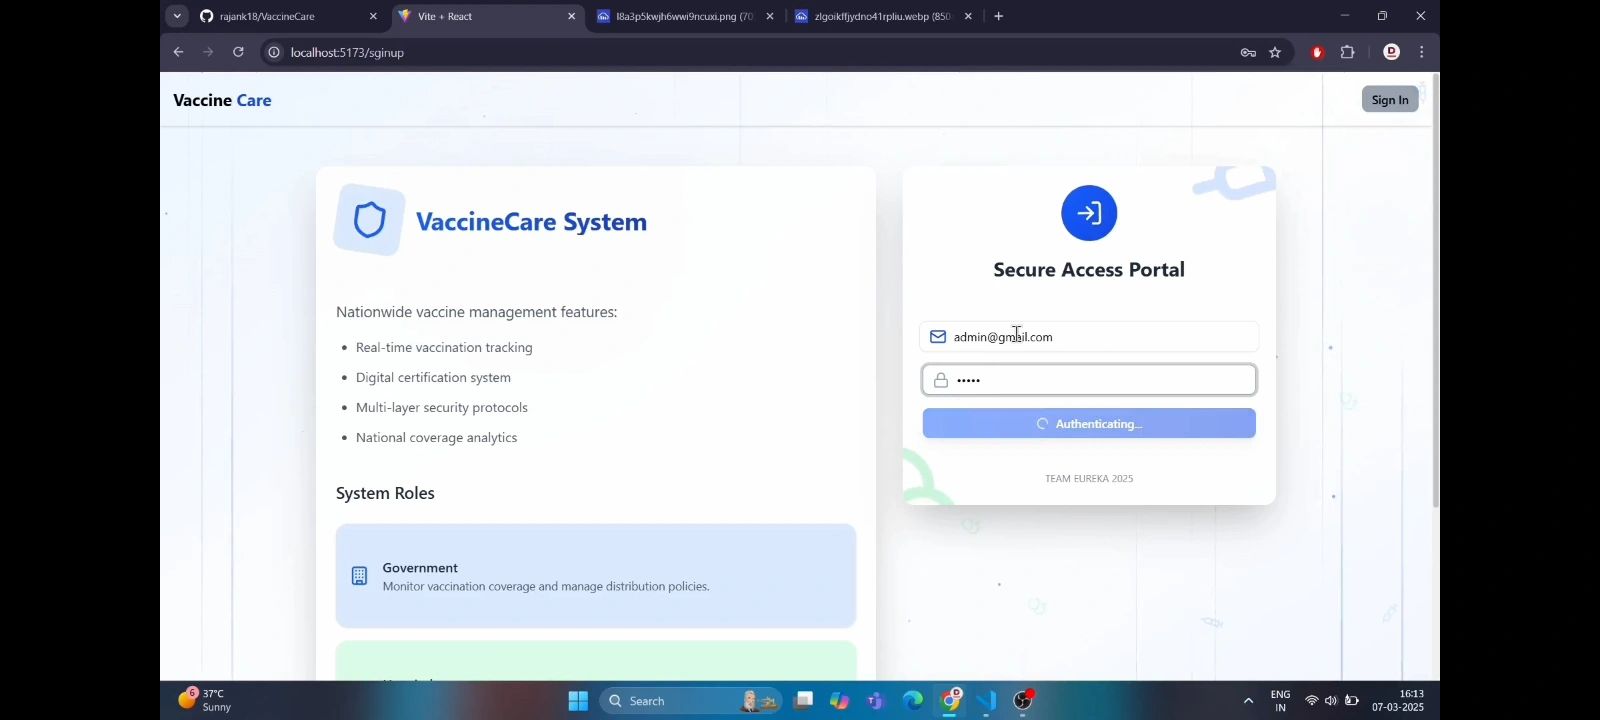 rajank18/VaccineCare
Vite + React
l8a3p5kwjh6wwi9ncuxi.png (70
zlgoikffjydno41rpliu.webp (850
localhost:5173/sginup
Vaccine Care
Sign In
VaccineCare System
Nationwide vaccine management features:
Real-time vaccination tracking
Digital certification system
Multi-layer security protocols
National coverage analytics
System Roles
Government
Monitor vaccination coverage and manage distribution policies.
Secure Access Portal
admin@gmail.com
•••••
Authenticating...
TEAM EUREKA 2025
6
37°C
Sunny
Search
ENG
IN
16:13
07-03-2025